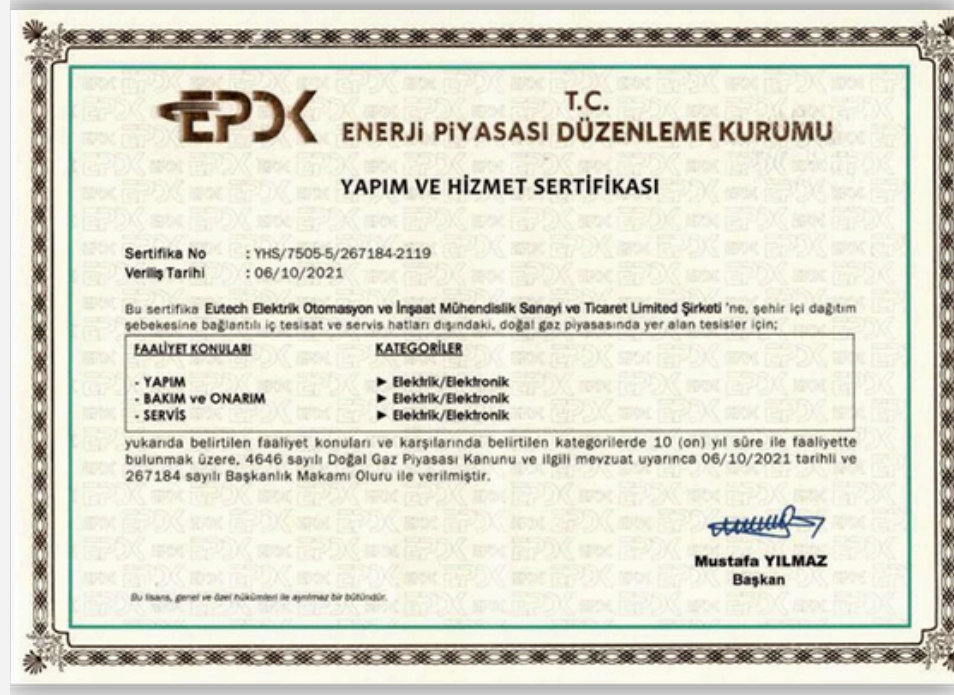 EPDK
T.C.
ENERJİ PİYASASI DÜZENLEME KURUMU
YAPIM VE HİZMET SERTİFİKASI
Sertifika No : YHS/7505-5/267184-2119
Veriliş Tarihi : 06/10/2021
Bu sertifika Eutech Elektrik Otomasyon ve İnşaat Mühendislik Sanayi ve Ticaret Limited Şirketi 'ne, şehir içi dağıtım
şebekesine bağlantılı iç tesisat ve servis hatları dışındaki, doğal gaz piyasasında yer alan tesisler için;
FAALİYET KONULARI KATEGORİLER
- YAPIM ► Elektrik/Elektronik
- BAKIM ve ONARIM ► Elektrik/Elektronik
- SERVİS ► Elektrik/Elektronik
yukarıda belirtilen faaliyet konuları ve karşılarında belirtilen kategorilerde 10 (on) yıl süre ile faaliyette
bulunmak üzere, 4646 sayılı Doğal Gaz Piyasası Kanunu ve ilgili mevzuat uyarınca 06/10/2021 tarihli ve
267184 sayılı Başkanlık Makamı Oluru ile verilmiştir.
Mustafa YILMAZ
Başkan
Bu lisans, genel ve özel hükümleri ile ayrılmaz bir bütündür.